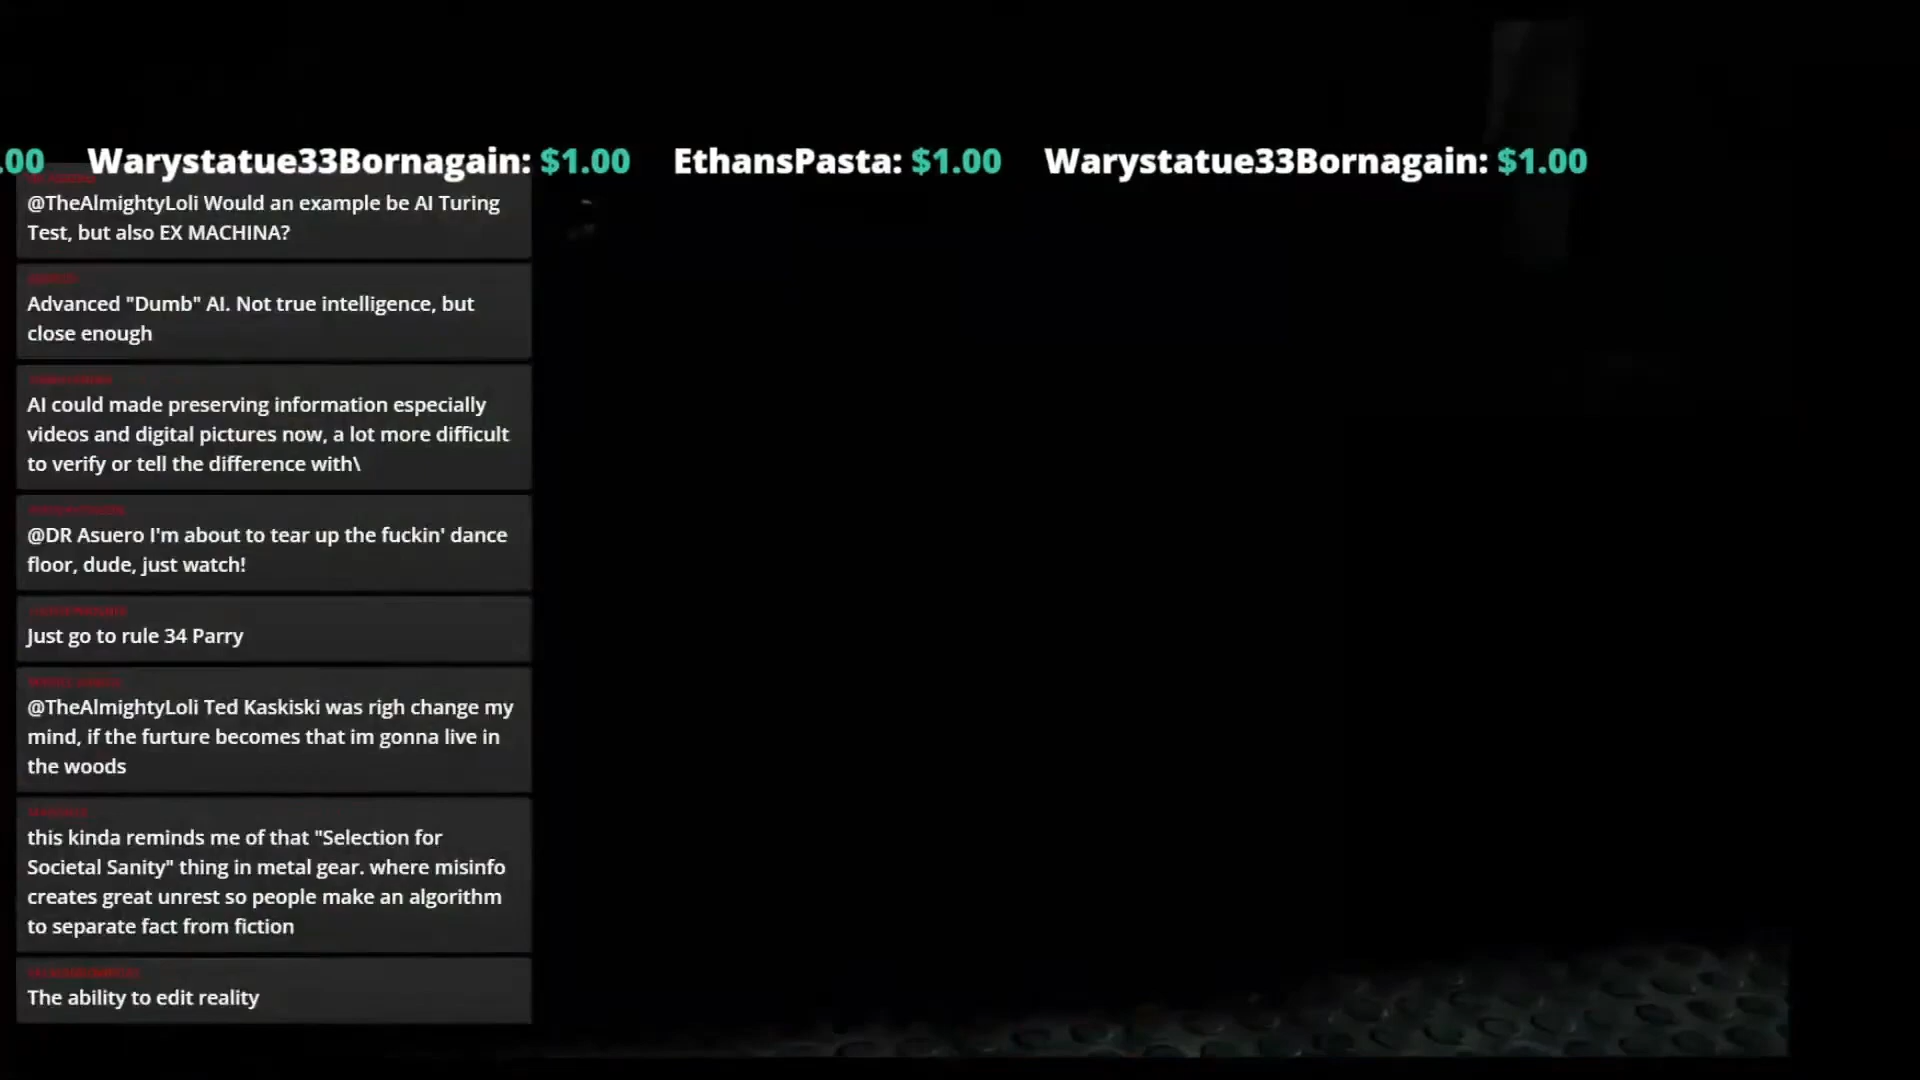 .00 Warystatue33Bornagain: $1.00 EthansPasta: $1.00 Warystatue33Bornagain: $1.00
@TheAlmightyLoli Would an example be AI Turing
Test, but also EX MACHINA?
Advanced "Dumb" AI. Not true intelligence, but
close enough
AI could made preserving information especially
videos and digital pictures now, a lot more difficult
to verify or tell the difference with\
@DR Asuero I'm about to tear up the fuckin' dance
floor, dude, just watch!
Just go to rule 34 Parry
@TheAlmightyLoli Ted Kaskiski was righ change my
mind, if the furture becomes that im gonna live in
the woods
this kinda reminds me of that "Selection for
Societal Sanity" thing in metal gear. where misinfo
creates great unrest so people make an algorithm
to separate fact from fiction
The ability to edit reality